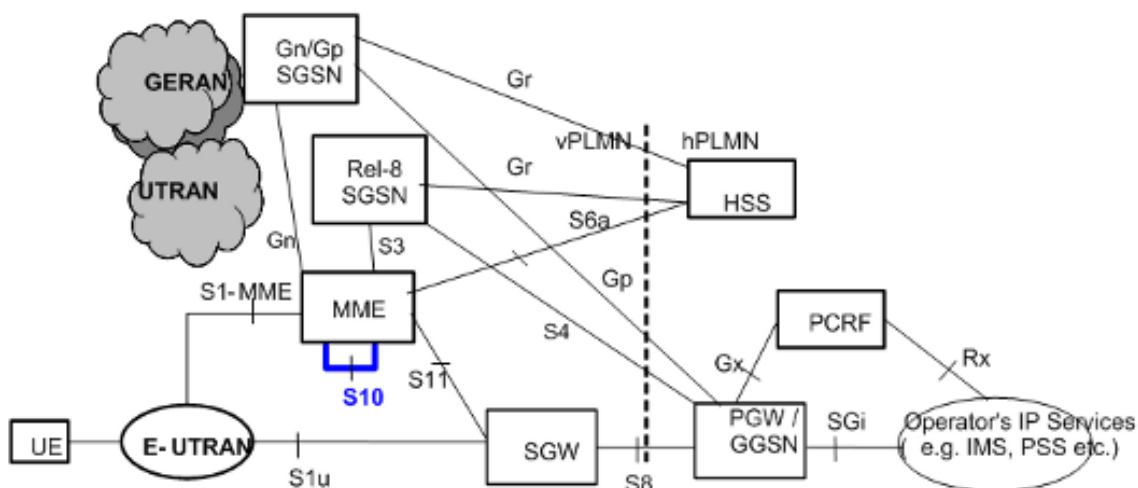 Gn/Gp
SGSN
GERAN
Gr
vPLMN
hPLMN
Rel-8
SGSN
Gr
HSS
UTRAN
S6a
Gn
S3
Gp
S1-MME
MME
S4
PCRF
S10
S11
Gx
Rx
UE
E-UTRAN
SGW
PGW /
GGSN
SGi
Operator's IP Services
( e.g. IMS, PSS etc.)
S1u
S8